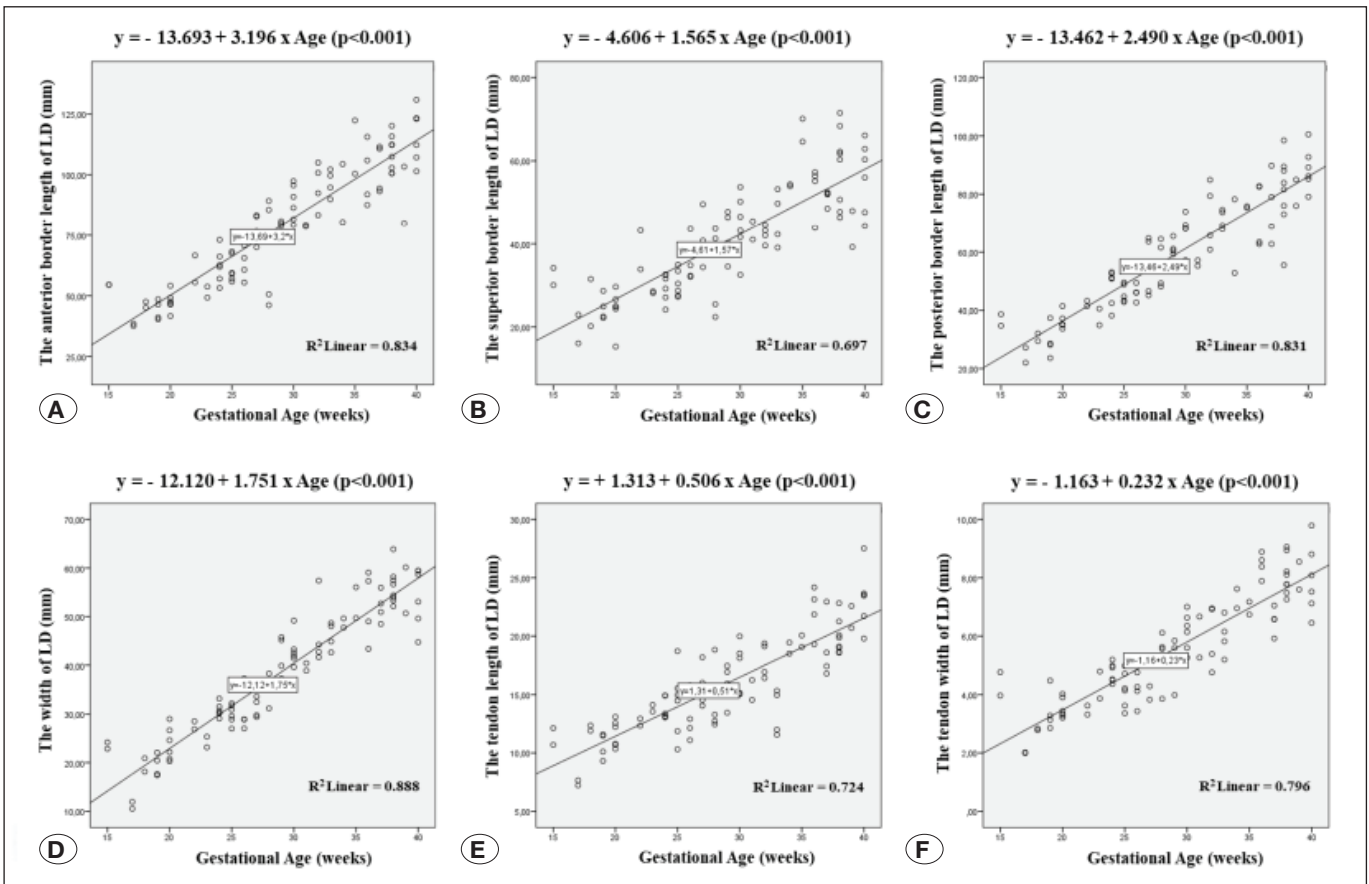 y = - 13.693 + 3.196 x Age (p<0.001)
The anterior border length of LD (mm)
125,00
100,00
75,00
50,00
25,00
y=-13,69+3,2*x
R2Linear = 0.834
15 20 25 30 35 40
Gestational Age (weeks)
A
y = - 4.606 + 1.565 x Age (p<0.001)
The superior border length of LD (mm)
80,00
60,00
40,00
20,00
y=-4,61+1,57*x
R2Linear = 0.697
15 20 25 30 35 40
Gestational Age (weeks)
B
y = - 13.462 + 2.490 x Age (p<0.001)
The posterior border length of LD (mm)
120,00
100,00
80,00
60,00
40,00
20,00
y=-13,46+2,49*x
R2Linear = 0.831
15 20 25 30 35 40
Gestational Age (weeks)
C
y = - 12.120 + 1.751 x Age (p<0.001)
The width of LD (mm)
70,00
60,00
50,00
40,00
30,00
20,00
10,00
y=-12,12+1,75*x
R2Linear = 0.888
15 20 25 30 35 40
Gestational Age (weeks)
D
y = + 1.313 + 0.506 x Age (p<0.001)
The tendon length of LD (mm)
30,00
25,00
20,00
15,00
10,00
5,00
y=1,31+0,51*x
R2Linear = 0.724
15 20 25 30 35 40
Gestational Age (weeks)
E
y = - 1.163 + 0.232 x Age (p<0.001)
The tendon width of LD (mm)
10,00
8,00
6,00
4,00
2,00
,00
y=-1,16+0,23*x
R2Linear = 0.796
15 20 25 30 35 40
Gestational Age (weeks)
F